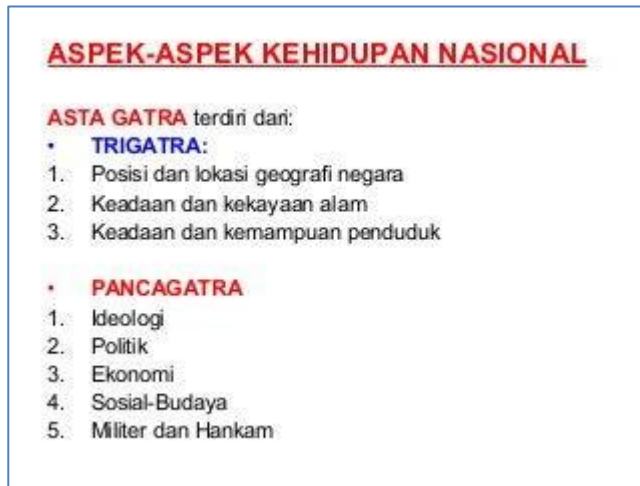 ASPEK-ASPEK KEHIDUPAN NASIONAL
ASTA GATRA terdiri dari:
• TRIGATRA:
1. Posisi dan lokasi geografi negara
2. Keadaan dan kekayaan alam
3. Keadaan dan kemampuan penduduk
• PANCAGATRA
1. Ideologi
2. Politik
3. Ekonomi
4. Sosial-Budaya
5. Militer dan Hankam